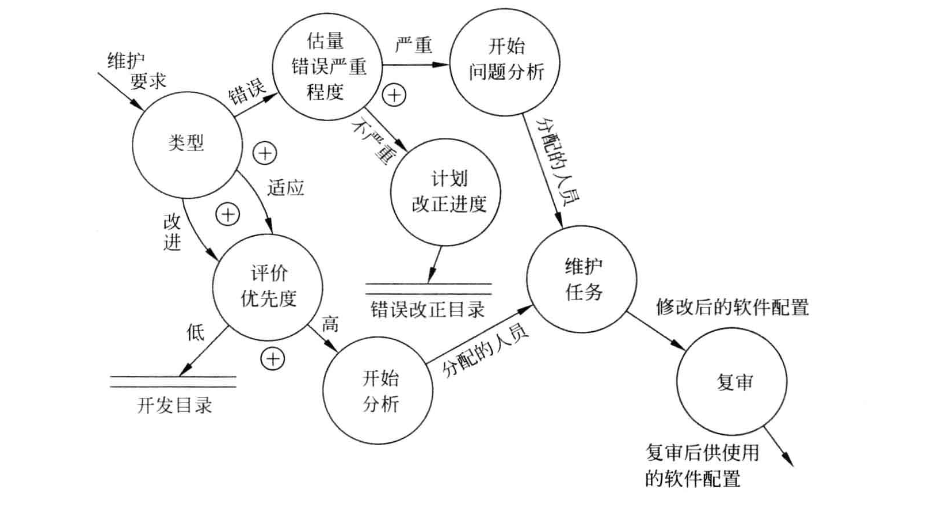 维护
要求
类型
错误
估量
错误严重
程度
严重
开始
问题分析
不严重
计划
改正进度
错误改正目录
适应
改
进
评价
优先度
低
高
开发目录
开始
分析
分配的人员
分配的人员
维护
任务
修改后的软件配置
复审
复审后供使用
的软件配置